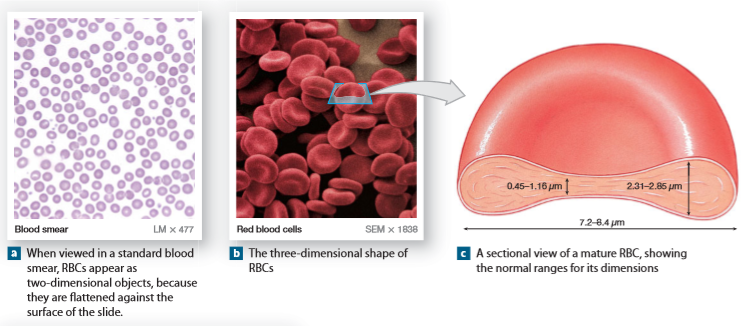 0.45–1.16 µm
2.31–2.85 µm
7.2–8.4 µm
Blood smear
LM × 477
Red blood cells
SEM × 1838
a When viewed in a standard blood
smear, RBCs appear as
two-dimensional objects, because
they are flattened against the
surface of the slide.
b The three-dimensional shape of
RBCs
c A sectional view of a mature RBC, showing
the normal ranges for its dimensions